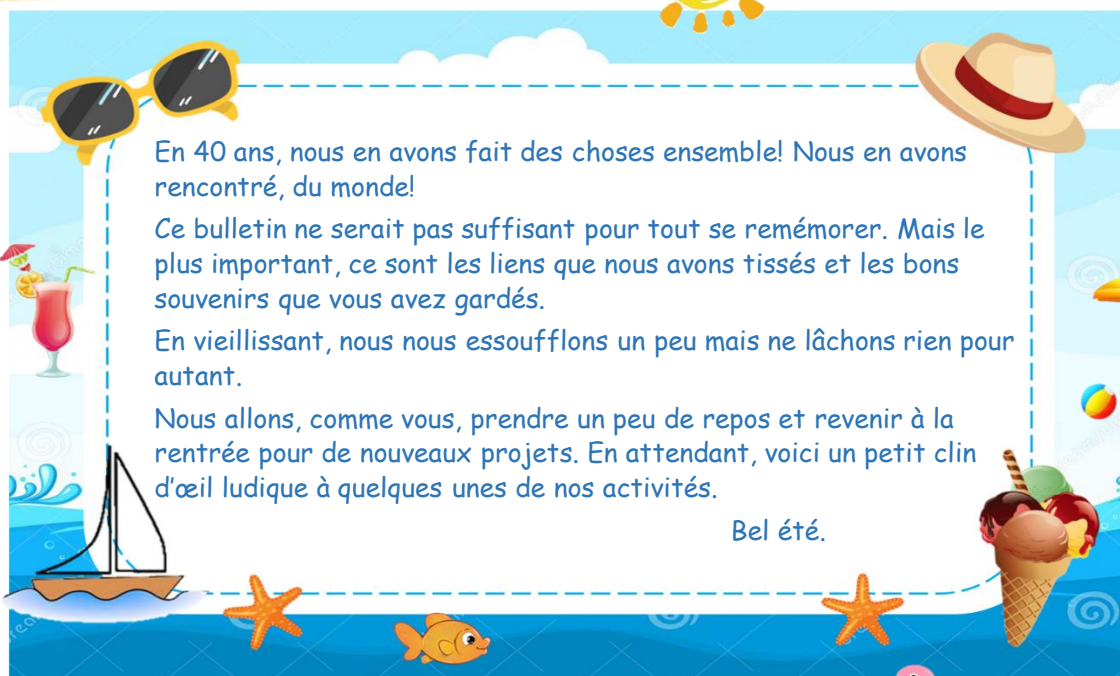 En 40 ans, nous en avons fait des choses ensemble! Nous en avons
rencontré, du monde!
Ce bulletin ne serait pas suffisant pour tout se remémorer. Mais le
plus important, ce sont les liens que nous avons tissés et les bons
souvenirs que vous avez gardés.
En vieillissant, nous nous essoufflons un peu mais ne lâchons rien pour
autant.
Nous allons, comme vous, prendre un peu de repos et revenir à la
rentrée pour de nouveaux projets. En attendant, voici un petit clin
d'œil ludique à quelques unes de nos activités.
Bel été.